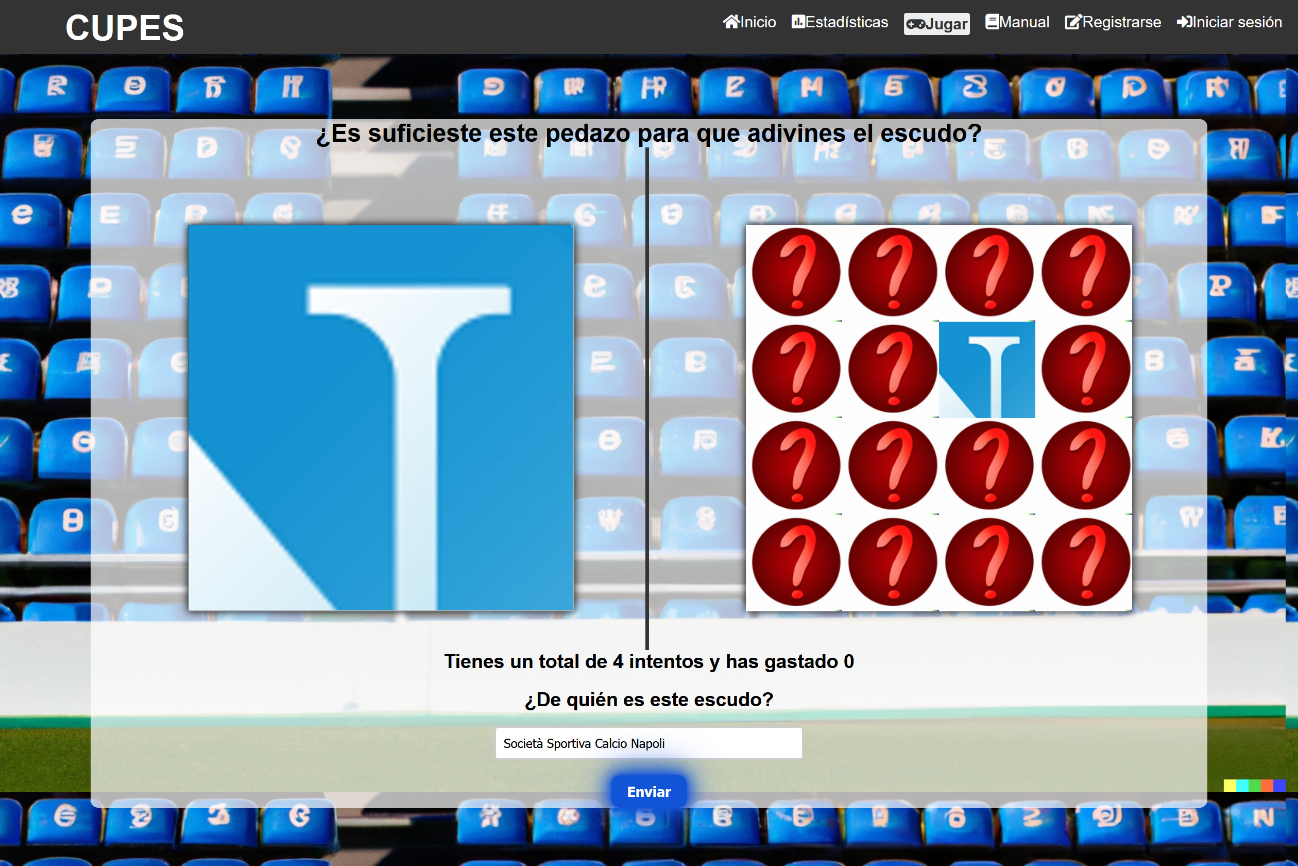 CUPES
Inicio Estadísticas Jugar Manual Registrarse Iniciar sesión
¿Es suficieste este pedazo para que adivines el escudo?
Tienes un total de 4 intentos y has gastado 0
¿De quién es este escudo?
Società Sportiva Calcio Napoli
Enviar